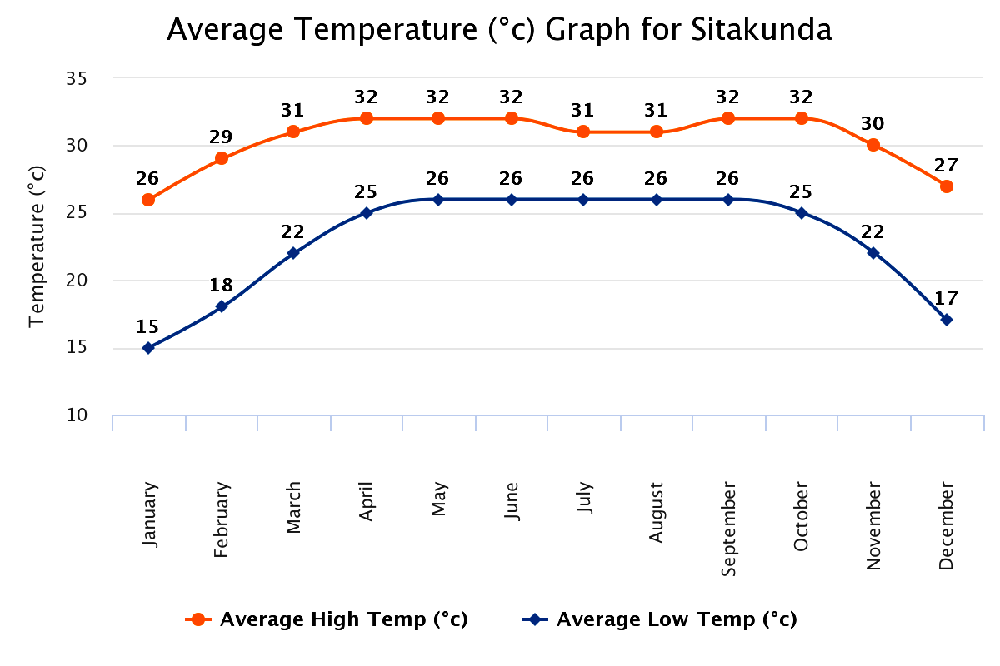 Average Temperature (°c) Graph for Sitakunda
Temperature (°c)
35
30
25
20
15
10
26
29
31
32
32
32
31
31
32
32
30
27
15
18
22
25
26
26
26
26
26
25
22
17
January
February
March
April
May
June
July
August
September
October
November
December
Average High Temp (°c)
Average Low Temp (°c)